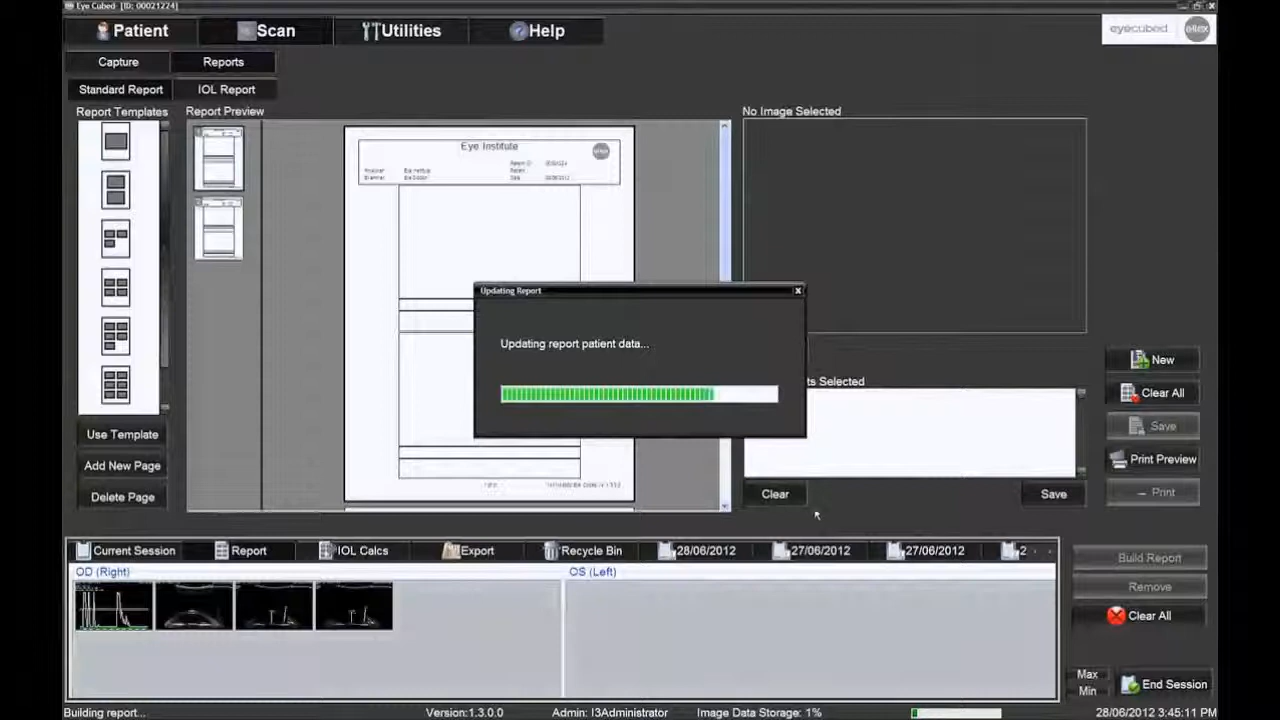 Eye Cubed- [ID: 00021224]
Patient
Scan
Utilities
Help
eyecubed
ellex
Capture
Reports
Standard Report
IOL Report
Report Templates
Report Preview
No Image Selected
Eye Institute
ellex
Updating Report
Updating report patient data...
ts Selected
New
Clear All
Save
Print Preview
Print
Use Template
Add New Page
Delete Page
Clear
Save
Current Session
Report
IOL Calcs
Export
Recycle Bin
28/06/2012
27/06/2012
27/06/2012
2
OD (Right)
OS (Left)
Build Report
Remove
Clear All
Max
Min
End Session
Building report...
Version:1.3.0.0
Admin: I3Administrator
Image Data Storage: 1%
28/06/2012 3:45:11 PM